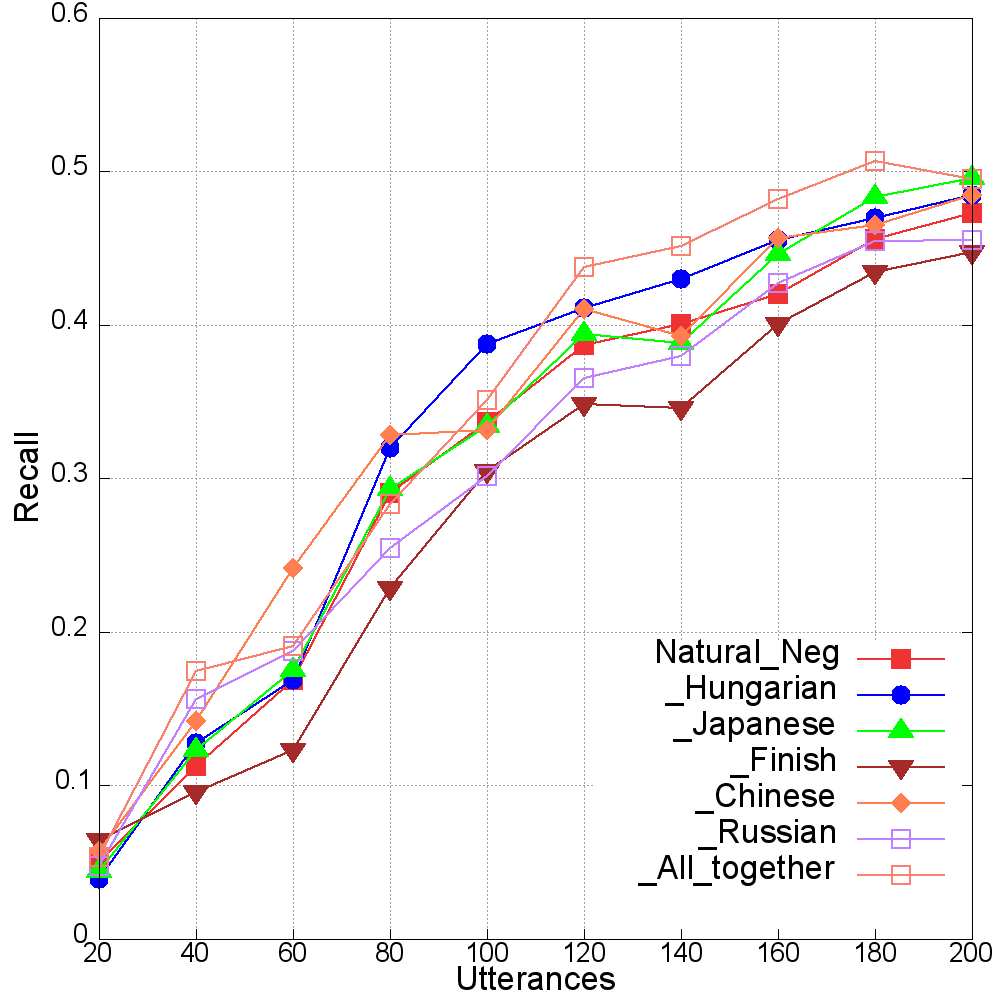 0.6
0.5
0.4
0.3
0.2
0.1
0
Recall
Natural_Neg
_Hungarian
_Japanese
_Finish
_Chinese
_Russian
_All_together
20 40 60 80 100 120 140 160 180 200
Utterances